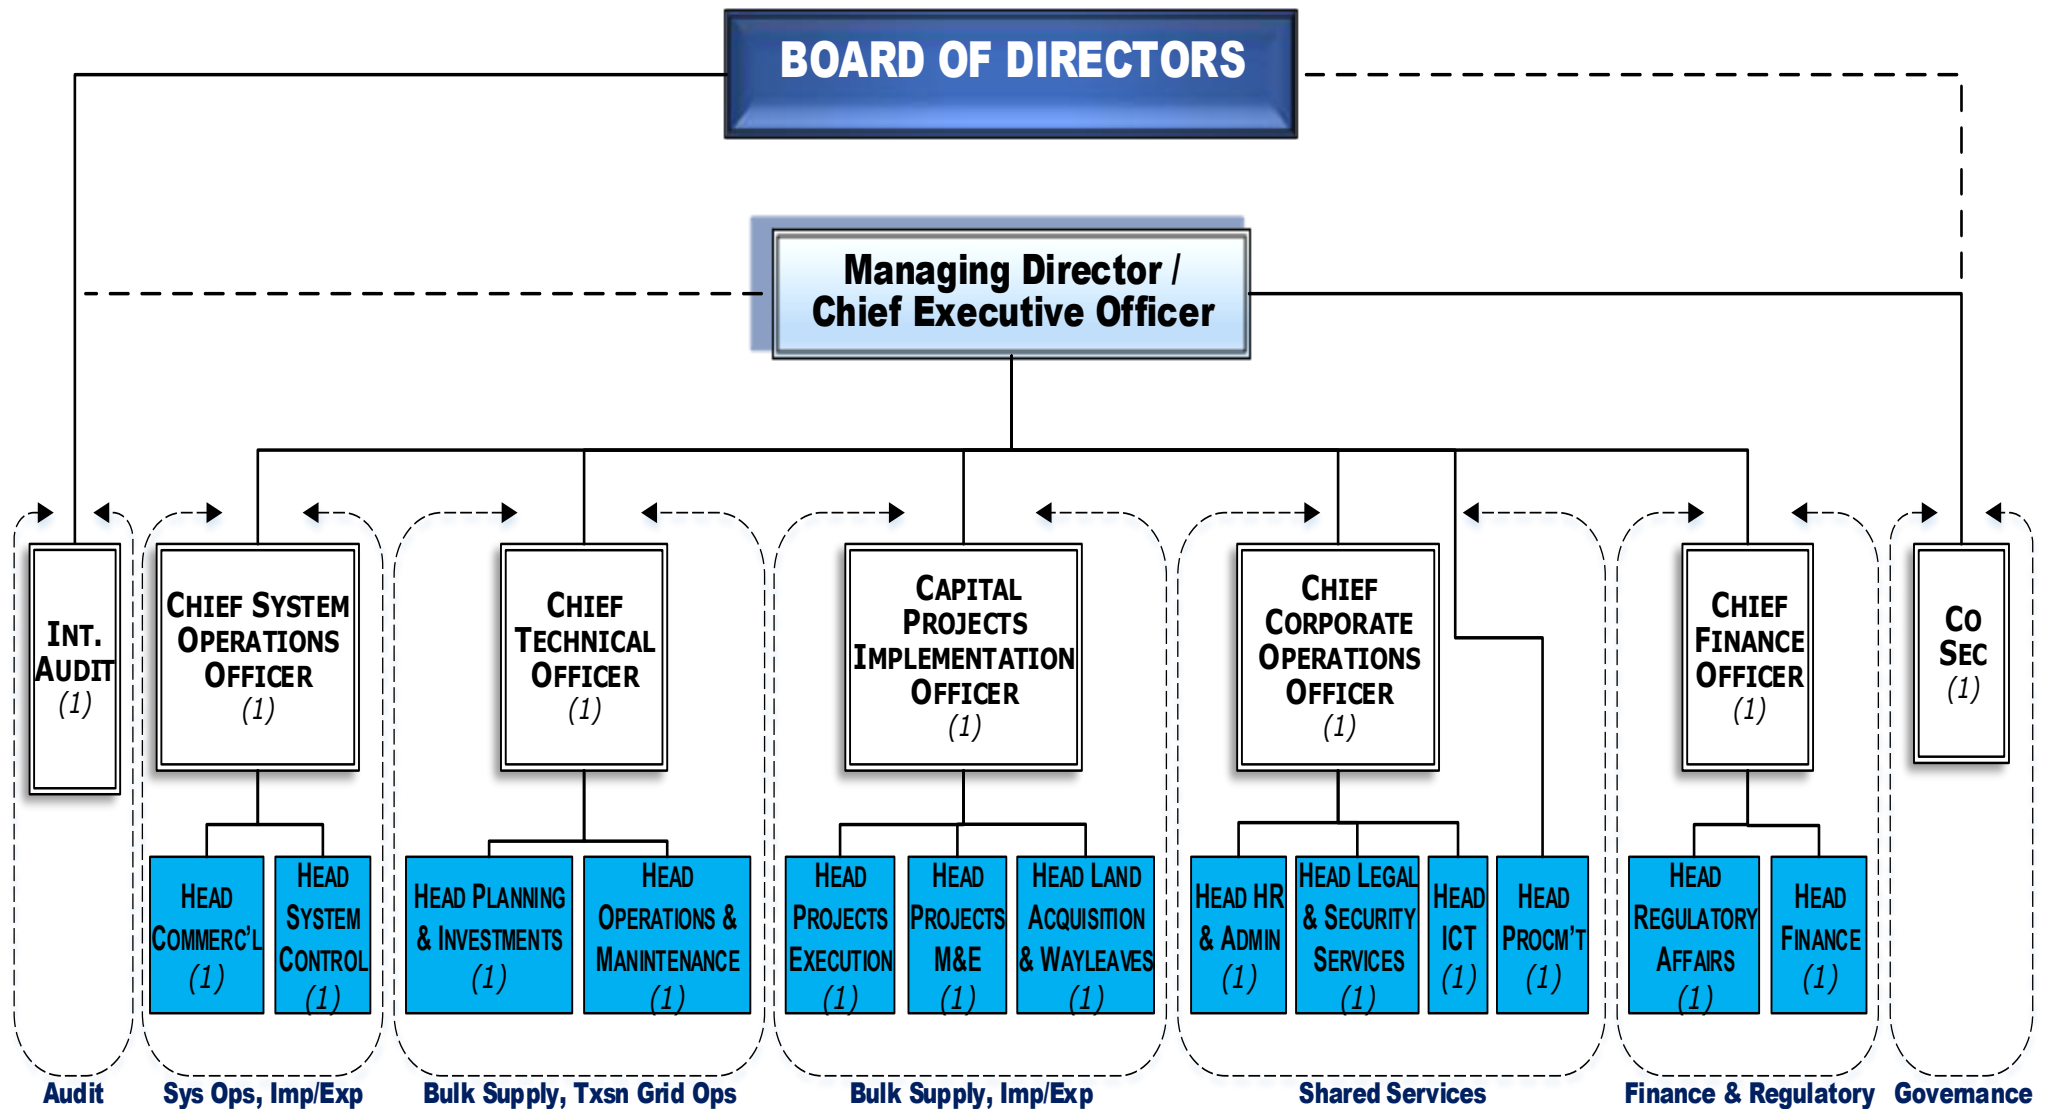 BOARD OF DIRECTORS
Managing Director /
Chief Executive Officer
INT.
AUDIT
(1)
CHIEF SYSTEM
OPERATIONS
OFFICER
(1)
CHIEF
TECHNICAL
OFFICER
(1)
CAPITAL
PROJECTS
IMPLEMENTATION
OFFICER
(1)
CHIEF
CORPORATE
OPERATIONS
OFFICER
(1)
CHIEF
FINANCE
OFFICER
(1)
CO
SEC
(1)
HEAD
COMMERC'L
(1)
HEAD
SYSTEM
CONTROL
(1)
HEAD PLANNING
& INVESTMENTS
(1)
HEAD
OPERATIONS &
MANINTENANCE
(1)
HEAD
PROJECTS
EXECUTION
(1)
HEAD
PROJECTS
M&E
(1)
HEAD LAND
ACQUISITION
& WAYLEAVES
(1)
HEAD HR
& ADMIN
(1)
HEAD LEGAL
& SECURITY
SERVICES
(1)
HEAD
ICT
(1)
HEAD
PROCM'T
(1)
HEAD
REGULATORY
AFFAIRS
(1)
HEAD
FINANCE
(1)
Audit
Sys Ops, Imp/Exp
Bulk Supply, Txsn Grid Ops
Bulk Supply, Imp/Exp
Shared Services
Finance & Regulatory
Governance